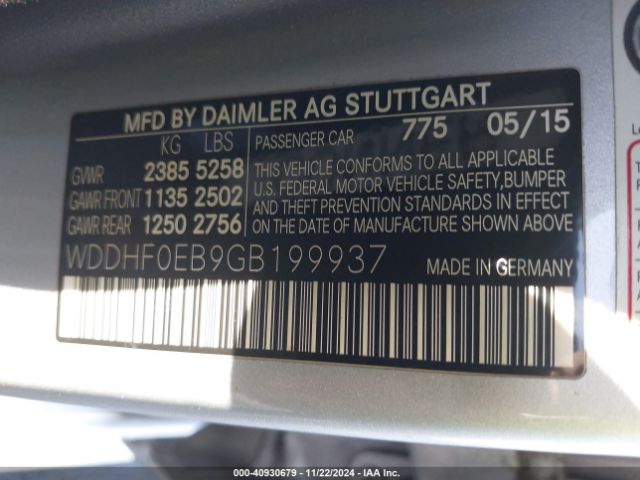 MFD BY DAIMLER AG STUTTGART
KG LBS PASSENGER CAR 775 05/15
GVWR 2385 5258
GAWR FRONT 1135 2502
GAWR REAR 1250 2756
THIS VEHICLE CONFORMS TO ALL APPLICABLE
U.S. FEDERAL MOTOR VEHICLE SAFETY,BUMPER
AND THEFT PREVENTION STANDARDS IN EFFECT
ON THE DATE OF MANUFACTURE SHOWN ABOVE
WDDHF0EB9GB199937 MADE IN GERMANY
000-40930679 - 11/22/2024 - IAA Inc.